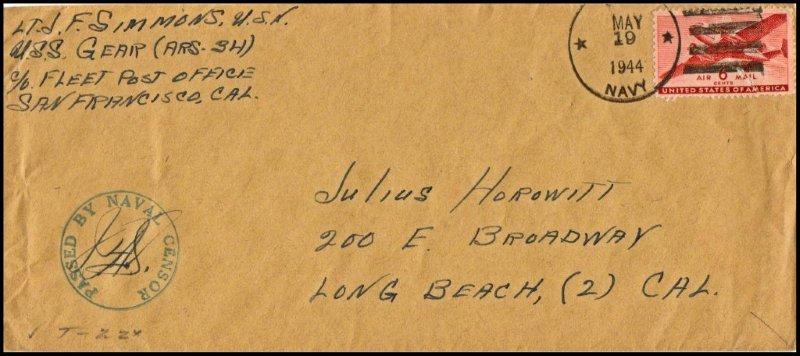 LT. J. F. SIMMONS, U.S.N.
U.S.S. GEAR (ARS-34)
c/o. FLEET POST OFFICE
SAN FRANCISCO, CAL.
MAY
19
1944
NAVY
AIR 6 MAIL
CENTS
UNITED STATES OF AMERICA
JULIUS HOROWITT
200 E. BROADWAY
LONG BEACH, (2) CAL.
PASSED BY NAVAL CENSOR